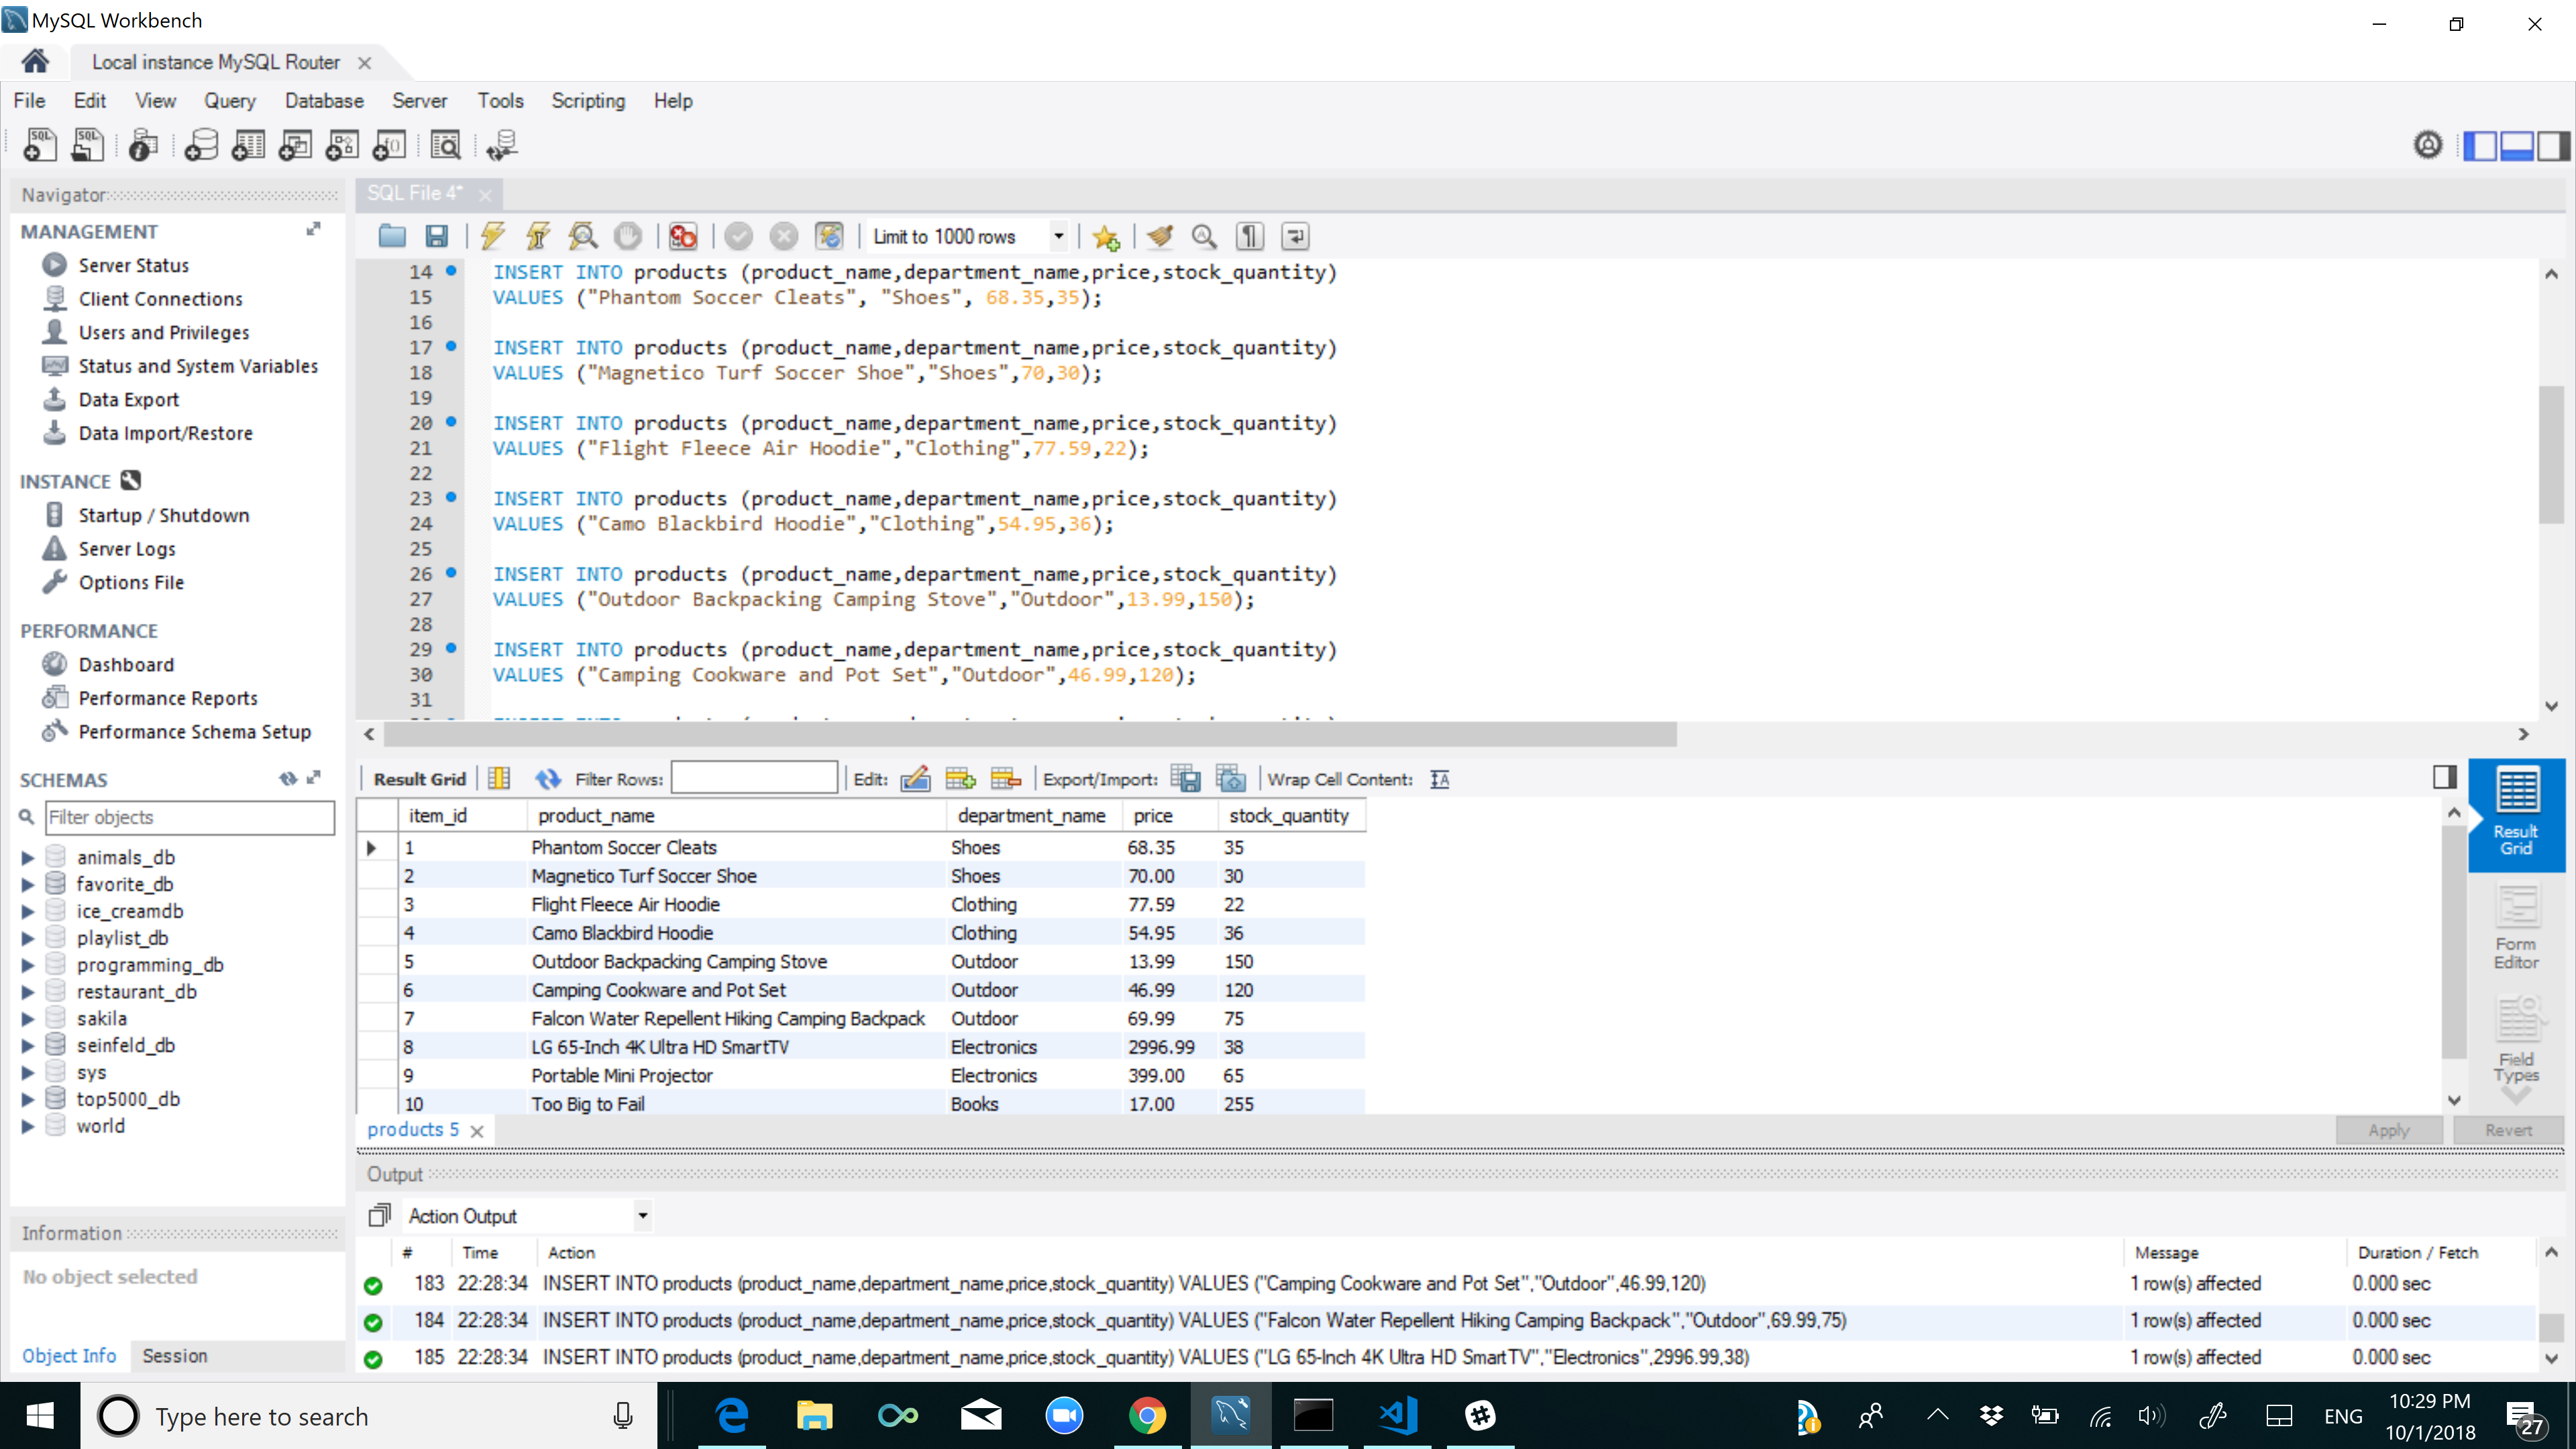 MySQL Workbench
Local instance MySQL Router
File Edit View Query Database Server Tools Scripting Help
Navigator
MANAGEMENT
Server Status
Client Connections
Users and Privileges
Status and System Variables
Data Export
Data Import/Restore
INSTANCE
Startup / Shutdown
Server Logs
Options File
PERFORMANCE
Dashboard
Performance Reports
Performance Schema Setup
SCHEMAS
Filter objects
animals_db
favorite_db
ice_creamdb
playlist_db
programming_db
restaurant_db
sakila
seinfeld_db
sys
top5000_db
world
Information
No object selected
Object Info Session
SQL File 4*
Limit to 1000 rows
14 INSERT INTO products (product_name,department_name,price,stock_quantity)
15 VALUES ("Phantom Soccer Cleats", "Shoes", 68.35,35);
16
17 INSERT INTO products (product_name,department_name,price,stock_quantity)
18 VALUES ("Magnetico Turf Soccer Shoe","Shoes",70,30);
19
20 INSERT INTO products (product_name,department_name,price,stock_quantity)
21 VALUES ("Flight Fleece Air Hoodie","Clothing",77.59,22);
22
23 INSERT INTO products (product_name,department_name,price,stock_quantity)
24 VALUES ("Camo Blackbird Hoodie","Clothing",54.95,36);
25
26 INSERT INTO products (product_name,department_name,price,stock_quantity)
27 VALUES ("Outdoor Backpacking Camping Stove","Outdoor",13.99,150);
28
29 INSERT INTO products (product_name,department_name,price,stock_quantity)
30 VALUES ("Camping Cookware and Pot Set","Outdoor",46.99,120);
31
Result Grid Filter Rows: Edit: Export/Import: Wrap Cell Content:
item_id product_name department_name price stock_quantity
1 Phantom Soccer Cleats Shoes 68.35 35
2 Magnetico Turf Soccer Shoe Shoes 70.00 30
3 Flight Fleece Air Hoodie Clothing 77.59 22
4 Camo Blackbird Hoodie Clothing 54.95 36
5 Outdoor Backpacking Camping Stove Outdoor 13.99 150
6 Camping Cookware and Pot Set Outdoor 46.99 120
7 Falcon Water Repellent Hiking Camping Backpack Outdoor 69.99 75
8 LG 65-Inch 4K Ultra HD SmartTV Electronics 2996.99 38
9 Portable Mini Projector Electronics 399.00 65
10 Too Big to Fail Books 17.00 255
Result
Grid
Form
Editor
Field
Types
products 5
Apply Revert
Output
Action Output
# Time Action Message Duration / Fetch
183 22:28:34 INSERT INTO products (product_name,department_name,price,stock_quantity) VALUES ("Camping Cookware and Pot Set","Outdoor",46.99,120) 1 row(s) affected 0.000 sec
184 22:28:34 INSERT INTO products (product_name,department_name,price,stock_quantity) VALUES ("Falcon Water Repellent Hiking Camping Backpack","Outdoor",69.99,75) 1 row(s) affected 0.000 sec
185 22:28:34 INSERT INTO products (product_name,department_name,price,stock_quantity) VALUES ("LG 65-Inch 4K Ultra HD SmartTV","Electronics",2996.99,38) 1 row(s) affected 0.000 sec
Type here to search
ENG
10:29 PM
10/1/2018
27